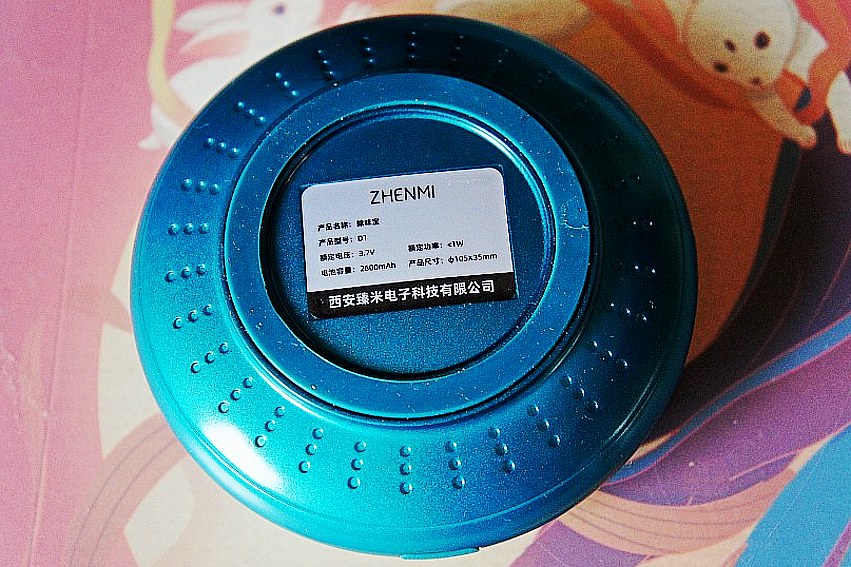 ZHENMI
产品名称：除味宝
产品型号：D1
额定电压：3.7V 额定功率：<1W
电池容量：2600mAh 产品尺寸：φ105x35mm
西安臻米电子科技有限公司